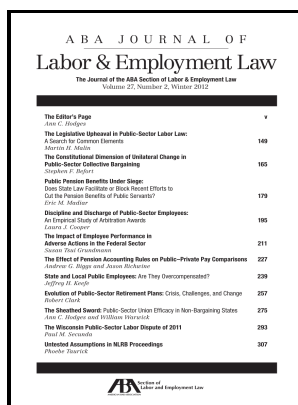 ABA JOURNAL OF
Labor & Employment Law
The Journal of the ABA Section of Labor & Employment Law
Volume 27, Number 2, Winter 2012
The Editor's Page v
Ann C. Hodges
The Legislative Upheaval in Public-Sector Labor Law:
A Search for Common Elements 149
Martin H. Malin
The Constitutional Dimension of Unilateral Change in
Public-Sector Collective Bargaining 165
Stephen F. Befort
Public Pension Benefits Under Siege:
Does State Law Facilitate or Block Recent Efforts to
Cut the Pension Benefits of Public Servants? 179
Eric M. Madiar
Discipline and Discharge of Public-Sector Employees:
An Empirical Study of Arbitration Awards 195
Laura J. Cooper
The Impact of Employee Performance in
Adverse Actions in the Federal Sector 211
Susan Tsui Grundmann
The Effect of Pension Accounting Rules on Public–Private Pay Comparisons 227
Andrew G. Biggs and Jason Richwine
State and Local Public Employees: Are They Overcompensated? 239
Jeffrey H. Keefe
Evolution of Public-Sector Retirement Plans: Crisis, Challenges, and Change 257
Robert Clark
The Sheathed Sword: Public-Sector Union Efficacy in Non-Bargaining States 275
Ann C. Hodges and William Warwick
The Wisconsin Public-Sector Labor Dispute of 2011 293
Paul M. Secunda
Untested Assumptions in NLRB Proceedings 307
Phoebe Taurick
ABA Section of
Labor and Employment Law
AMERICAN BAR ASSOCIATION